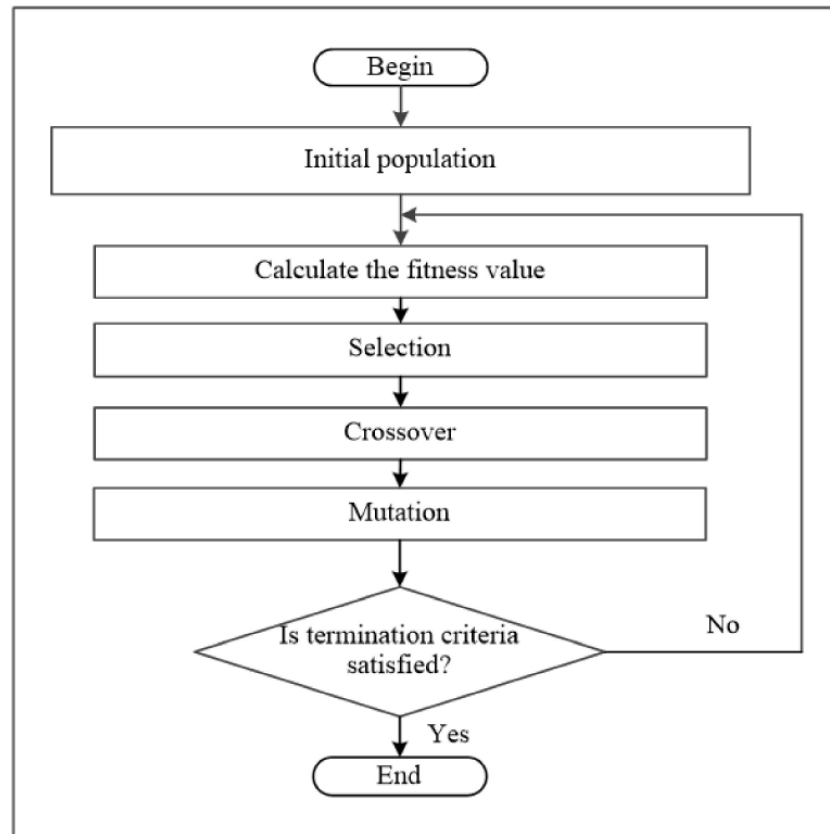 Begin
Initial population
Calculate the fitness value
Selection
Crossover
Mutation
Is termination criteria
satisfied?
No
Yes
End